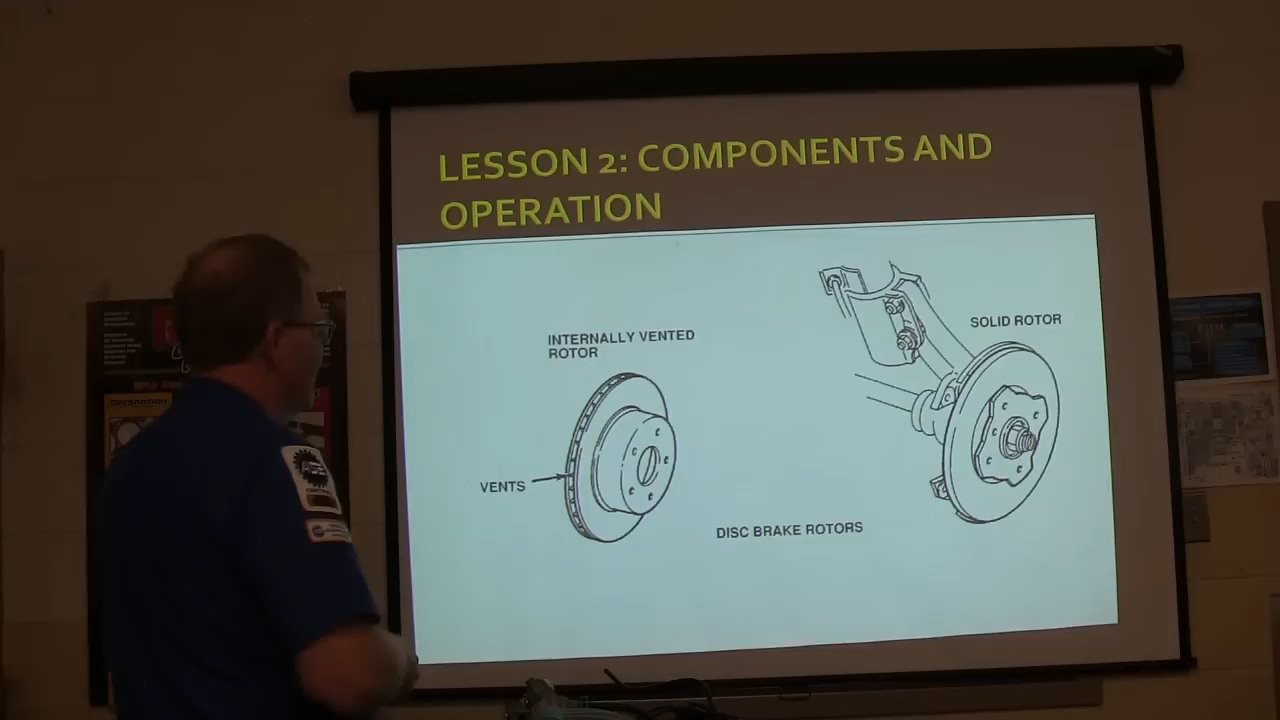 LESSON 2: COMPONENTS AND
OPERATION
INTERNALLY VENTED
ROTOR
SOLID ROTOR
VENTS
DISC BRAKE ROTORS